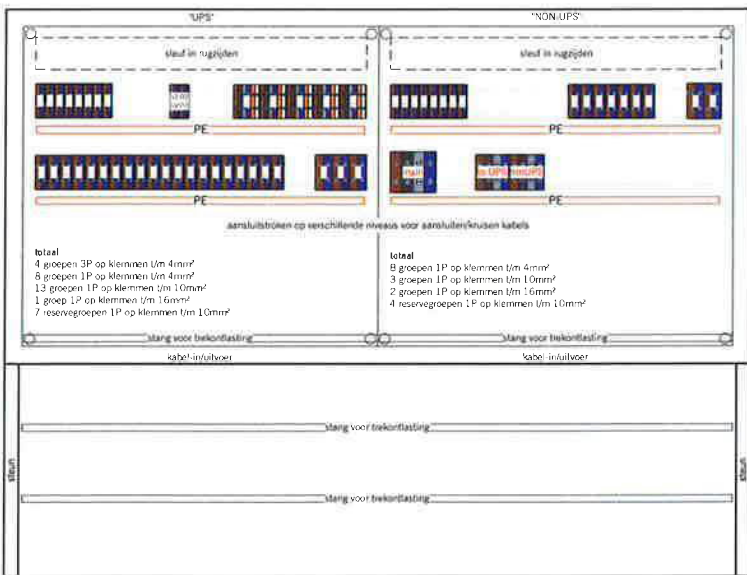 "UPS"
"NON-UPS"
sleuf in rugzijden
sleuf in rugzijden
PE
PE
main
in UPS nonUPS
PE
PE
aansluitstroken op verschillende niveaus voor aansluiten/kruisen kabels
totaal
4 groepen 3P op klemmen t/m 4mm²
8 groepen 1P op klemmen t/m 4mm²
13 groepen 1P op klemmen t/m 10mm²
1 groep 1P op klemmen t/m 16mm²
7 reservegroepen 1P op klemmen t/m 10mm²
totaal
8 groepen 1P op klemmen t/m 4mm²
3 groepen 1P op klemmen t/m 10mm²
2 groepen 1P op klemmen t/m 16mm²
4 reservegroepen 1P op klemmen t/m 10mm²
stang voor trekontlasting
stang voor trekontlasting
kabel-in/uitvoer
kabel-in/uitvoer
stang voor trekontlasting
steun
steun
stang voor trekontlasting